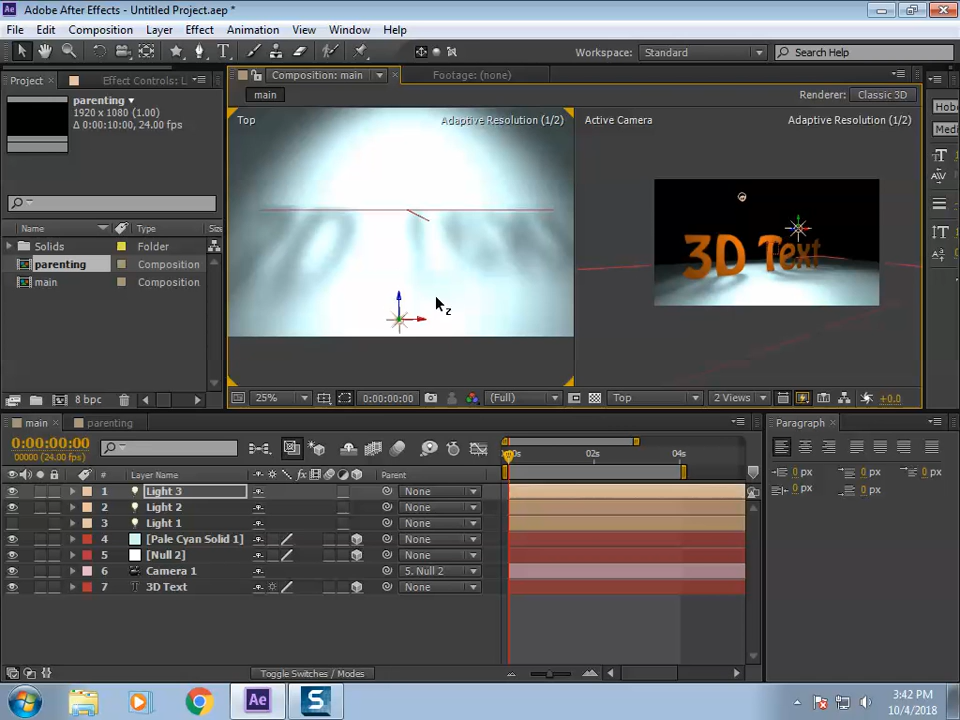 Adobe After Effects - Untitled Project.aep *
File Edit Composition Layer Effect Animation View Window Help
Workspace: Standard Search Help
Project Effect Controls: L Composition: main Footage: (none)
parenting
1920 x 1080 (1.00)
Δ 0:00:10:00, 24.00 fps
main
Renderer: Classic 3D
Top Adaptive Resolution (1/2) Active Camera Adaptive Resolution (1/2)
Hobo
Medi
Name Type Size
Solids Folder
parenting Composition
main Composition
3D Text
8 bpc
25% 0:00:00:00 (Full) Top 2 Views +0.0
main parenting Paragraph
0:00:00:00
00000 (24.00 fps)
:00s 02s 04s
# Layer Name Parent
1 Light 3 None
2 Light 2 None
3 Light 1 None
4 [Pale Cyan Solid 1] None
5 [Null 2] None
6 Camera 1 5. Null 2
7 3D Text None
0 px 0 px 0 px
0 px 0 px
Toggle Switches / Modes
Ae S
3:42 PM
10/4/2018